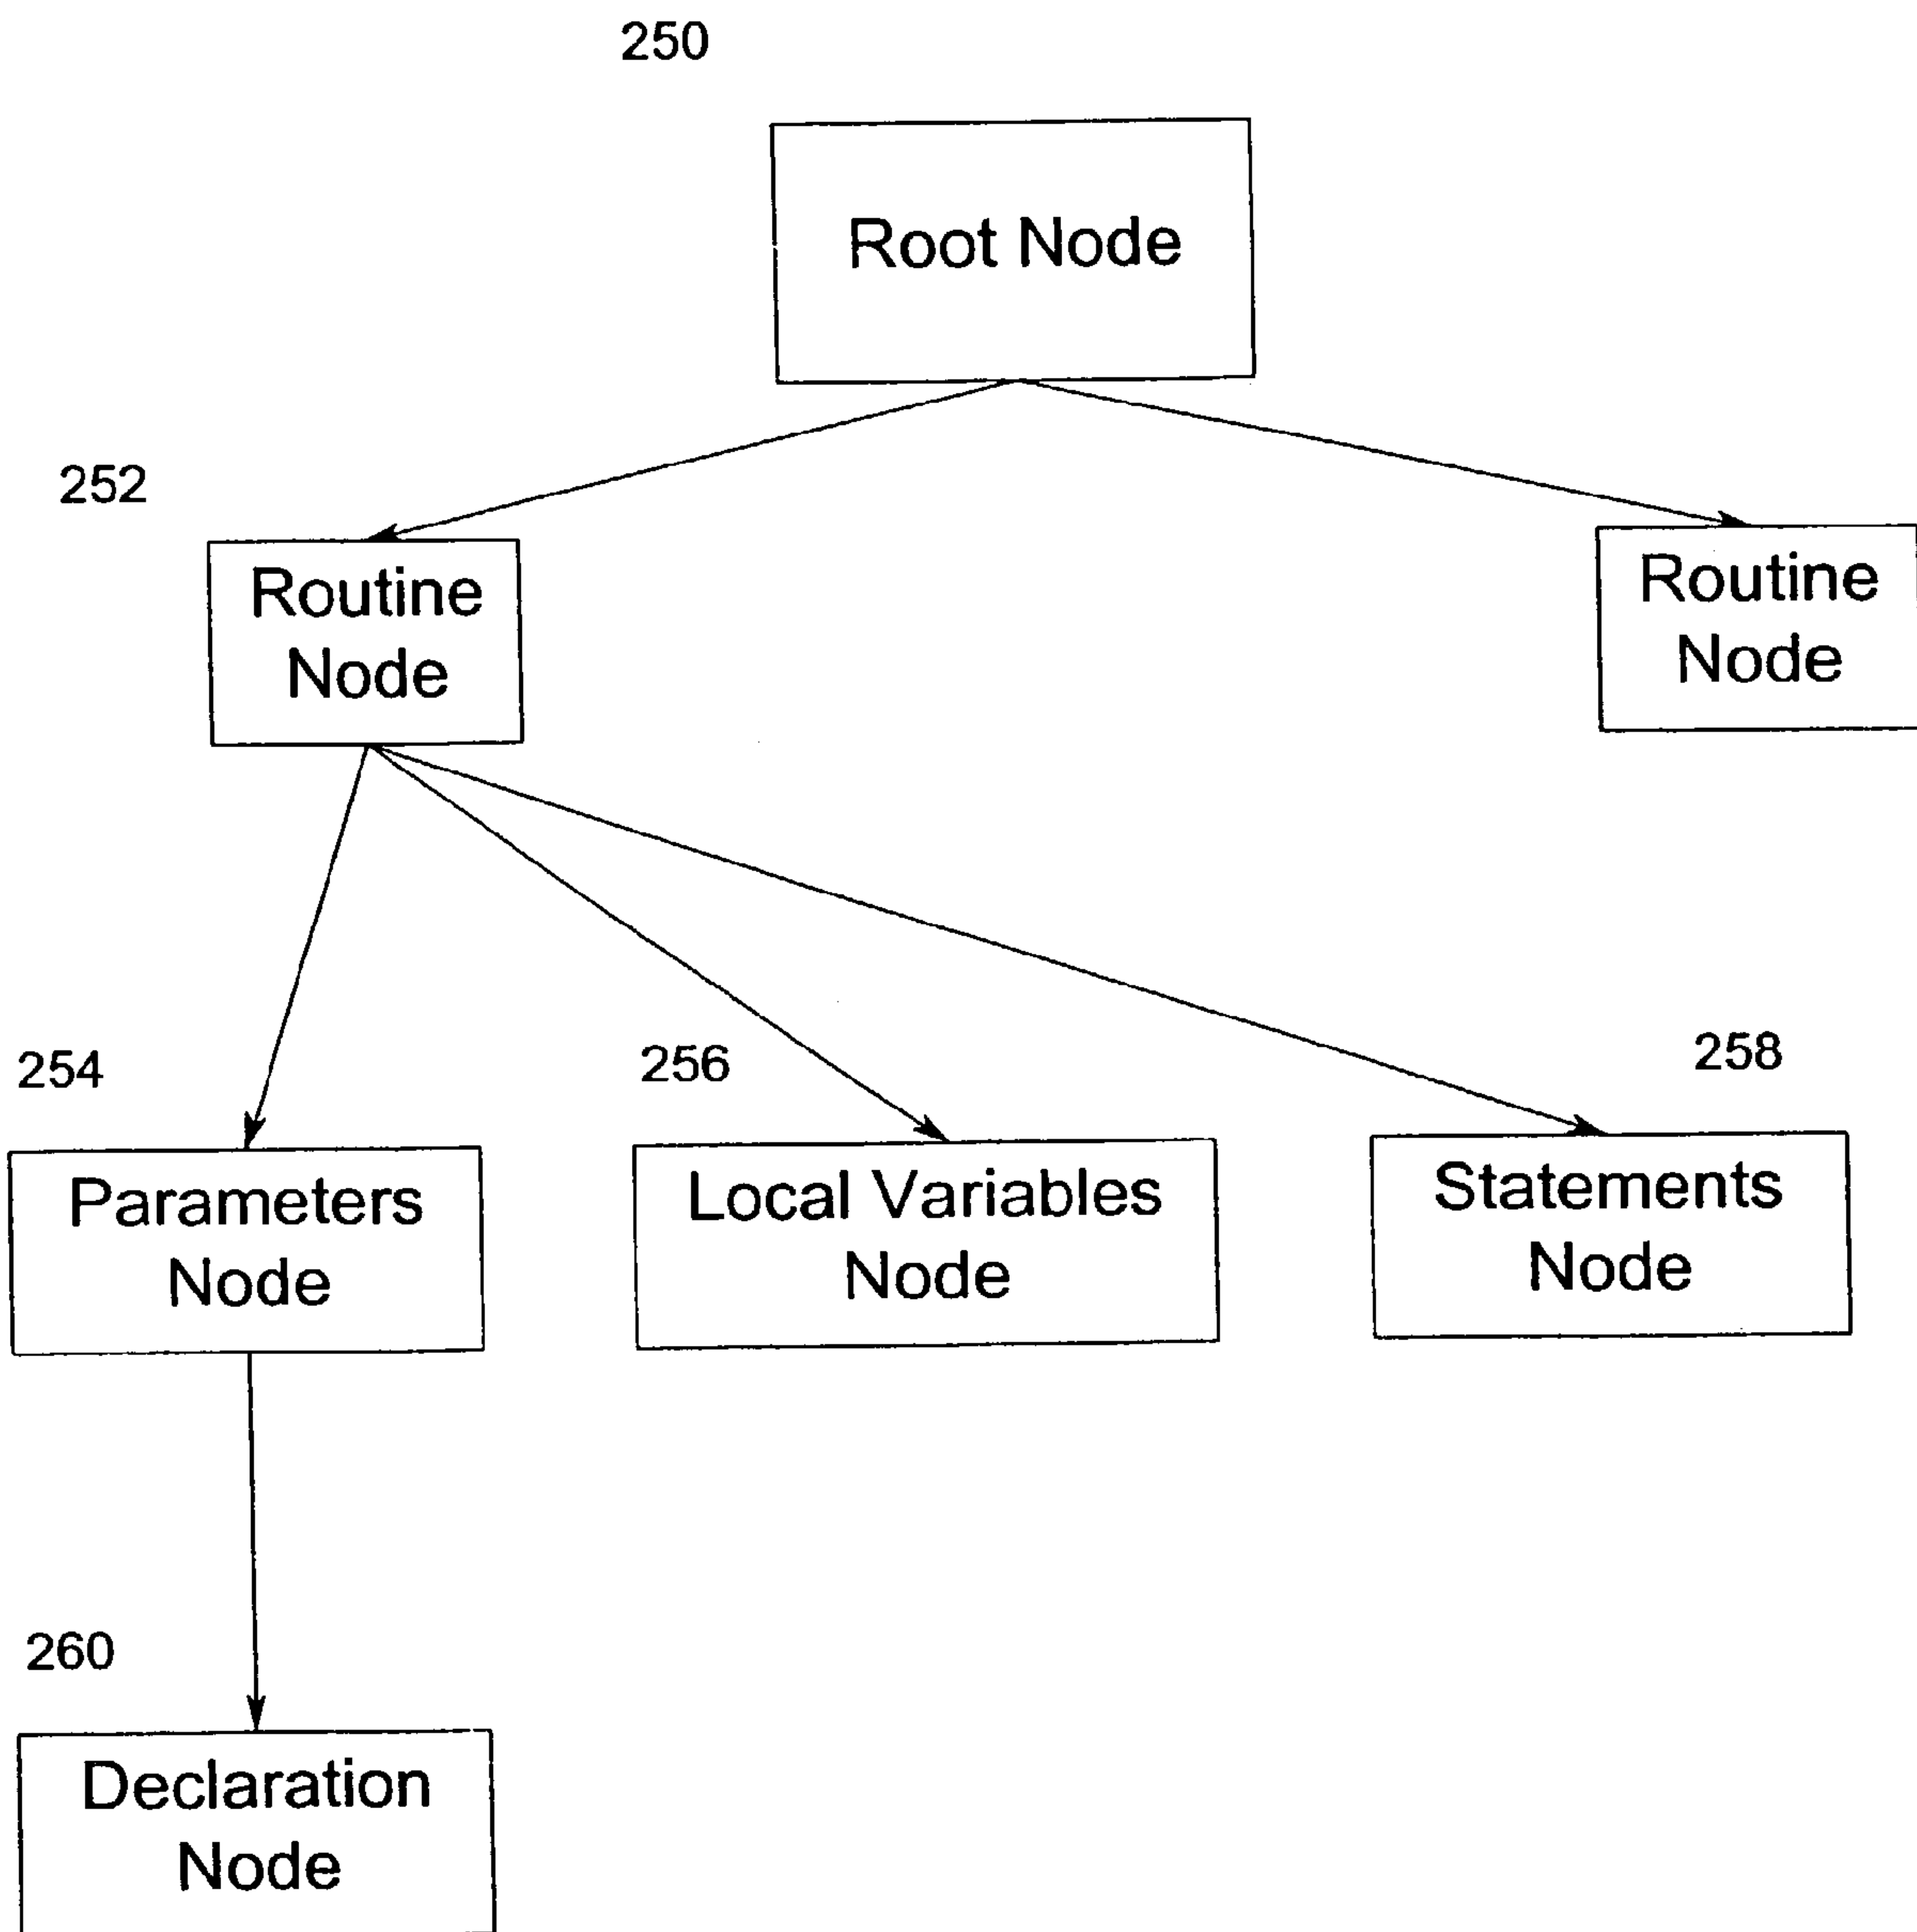 250
Root Node
252
Routine
Node
Routine
Node
254
256
258
Parameters
Node
Local Variables
Node
Statements
Node
260
Declaration
Node